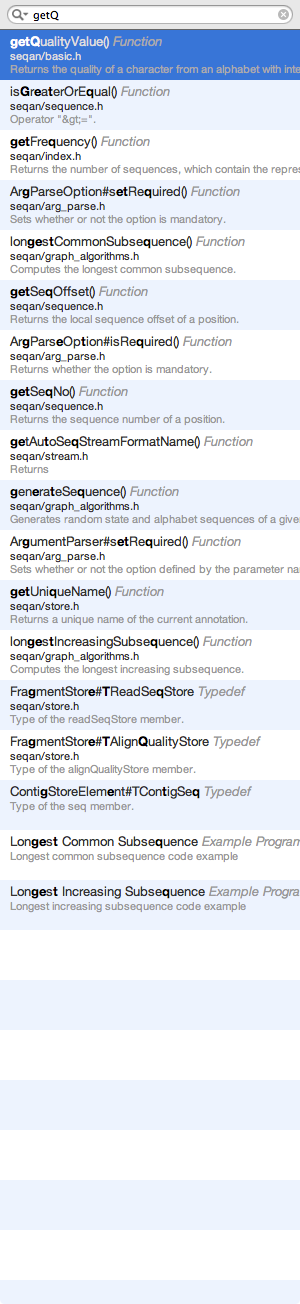 getQ
getQualityValue() Function
seqan/basic.h
Returns the quality of a character from an alphabet with inte
isGreaterOrEqual() Function
seqan/sequence.h
Operator "&gt;=".
getFrequency() Function
seqan/index.h
Returns the number of sequences, which contain the repres
ArgParseOption#setRequired() Function
seqan/arg_parse.h
Sets whether or not the option is mandatory.
longestCommonSubsequence() Function
seqan/graph_algorithms.h
Computes the longest common subsequence.
getSeqOffset() Function
seqan/sequence.h
Returns the local sequence offset of a position.
ArgParseOption#isRequired() Function
seqan/arg_parse.h
Returns whether the option is mandatory.
getSeqNo() Function
seqan/sequence.h
Returns the sequence number of a position.
getAutoSeqStreamFormatName() Function
seqan/stream.h
Returns
generateSequence() Function
seqan/graph_algorithms.h
Generates random state and alphabet sequences of a give
ArgumentParser#setRequired() Function
seqan/arg_parse.h
Sets whether or not the option defined by the parameter na
getUniqueName() Function
seqan/store.h
Returns a unique name of the current annotation.
longestIncreasingSubsequence() Function
seqan/graph_algorithms.h
Computes the longest increasing subsequence.
FragmentStore#TReadSeqStore Typedef
seqan/store.h
Type of the readSeqStore member.
FragmentStore#TAlignQualityStore Typedef
seqan/store.h
Type of the alignQualityStore member.
ContigStoreElement#TContigSeq Typedef
Type of the seq member.
Longest Common Subsequence Example Program
Longest common subsequence code example
Longest Increasing Subsequence Example Progra
Longest increasing subsequence code example